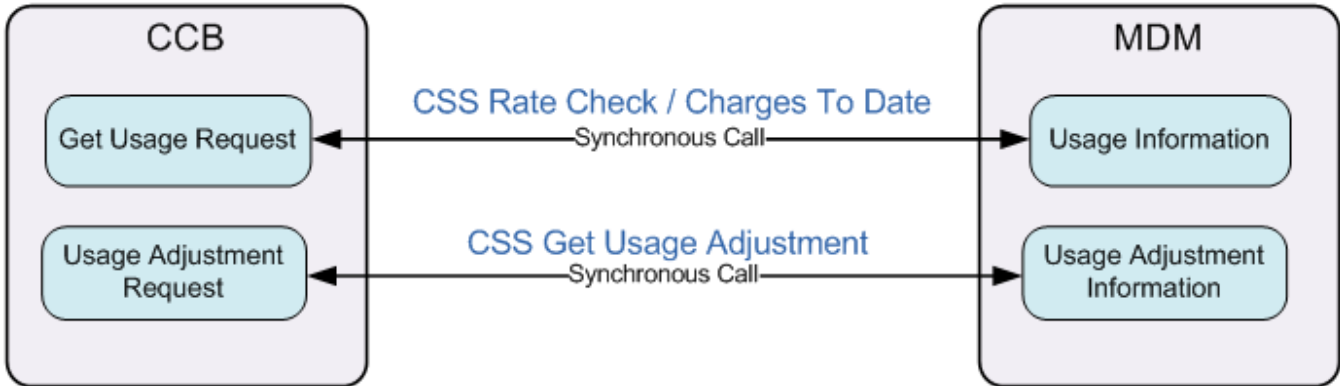 CCB
MDM
CSS Rate Check / Charges To Date
Get Usage Request
Synchronous Call
Usage Information
CSS Get Usage Adjustment
Usage Adjustment
Request
Synchronous Call
Usage Adjustment
Information